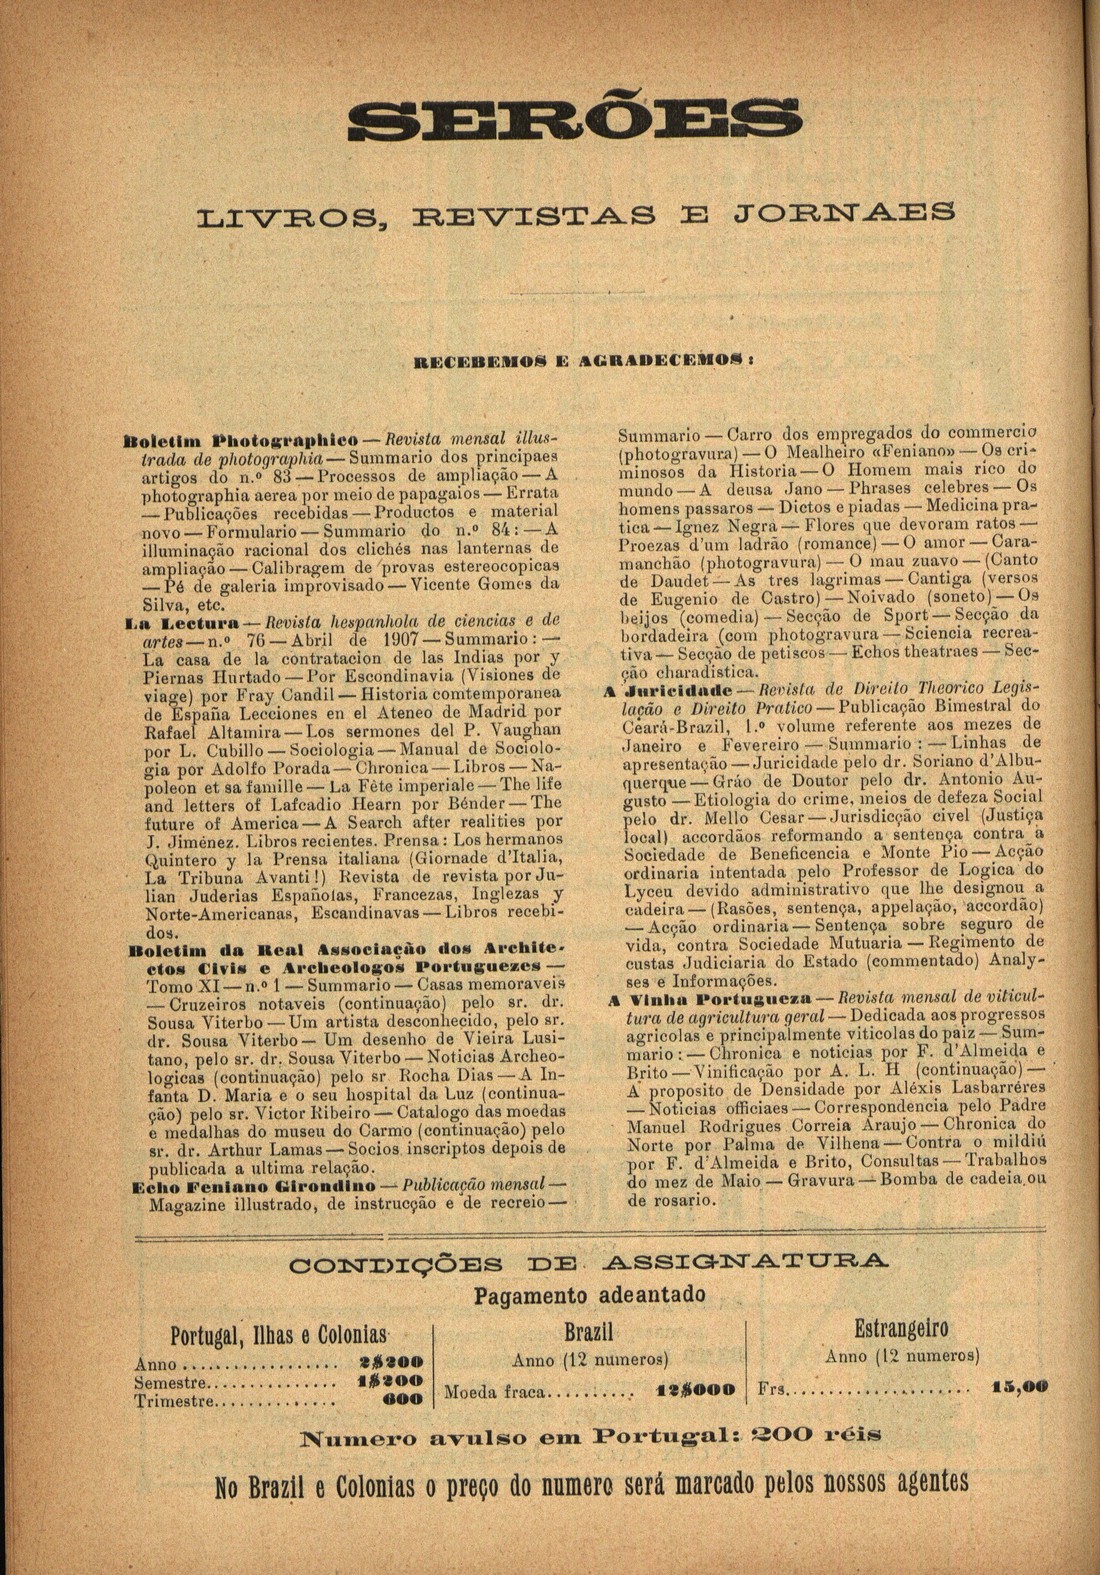 SERÕES
LIVROS, REVISTAS E JORNAES
RECEBEMOS E AGRADECEMOS:
Boletim Photographico — Revista mensal illus-
trada de photographia — Summario dos principaes
artigos do n.º 83 — Processos de ampliação — A
photographia aerea por meio de papagaios — Errata
— Publicações recebidas — Productos e material
novo — Formulario — Summario do n.º 84: — A
illuminação racional dos clichés nas lanternas de
ampliação — Calibragem de provas estereocopicas
— Pé de galeria improvisado — Vicente Gomes da
Silva, etc.
La Lectura — Revista hespanhola de ciencias e de
artes — n.º 76 — Abril de 1907 — Summario: —
La casa de la contratacion de las Indias por y
Piernas Hurtado — Por Escondinavia (Visiones de
viage) por Fray Candil — Historia comtemporanea
de España Lecciones en el Ateneo de Madrid por
Rafael Altamira — Los sermones del P. Vaughan
por L. Cubillo — Sociologia — Manual de Sociolo-
gia por Adolfo Porada — Chronica — Libros — Na-
poleon et sa famille — La Fête imperiale — The life
and letters of Lafcadio Hearn por Bénder — The
future of America — A Search after realities por
J. Jiménez. Libros recientes. Prensa: Los hermanos
Quintero y la Prensa italiana (Giornade d'Italia,
La Tribuna Avanti!) Revista de revista por Ju-
lian Juderias Españolas, Francezas, Inglezas y
Norte-Americanas, Escandinavas — Libros recebi-
dos.
Boletim da Real Associação dos Archite-
ctos Civis e Archeologos Portuguezes —
Tomo XI — n.º 1 — Summario — Casas memoraveis
— Cruzeiros notaveis (continuação) pelo sr. dr.
Sousa Viterbo — Um artista desconhecido, pelo sr.
dr. Sousa Viterbo — Um desenho de Vieira Lusi-
tano, pelo sr. dr. Sousa Viterbo — Noticias Archeo-
logicas (continuação) pelo sr Rocha Dias — A In-
fanta D. Maria e o seu hospital da Luz (continua-
ção) pelo sr. Victor Ribeiro — Catalogo das moedas
e medalhas do museu do Carmo (continuação) pelo
sr. dr. Arthur Lamas — Socios inscriptos depois de
publicada a ultima relação.
Echo Feniano Girondino — Publicação mensal —
Magazine illustrado, de instrucção e de recreio —
Summario — Carro dos empregados do commercio
(photogravura) — O Mealheiro «Feniano» — Os cri-
minosos da Historia — O Homem mais rico do
mundo — A deusa Jano — Phrases celebres — Os
homens passaros — Dictos e piadas — Medicina pra-
tica — Ignez Negra — Flores que devoram ratos —
Proezas d'um ladrão (romance) — O amor — Cara-
manchão (photogravura) — O mau zuavo — (Canto
de Daudet — As tres lagrimas — Cantiga (versos
de Eugenio de Castro) — Noivado (soneto) — Os
beijos (comedia) — Secção de Sport — Secção da
bordadeira (com photogravura — Sciencia recrea-
tiva — Secção de petiscos — Echos theatraes — Sec-
ção charadistica.
A Juricidade — Revista de Direito Theorico Legis-
lação e Direito Pratico — Publicação Bimestral do
Ceará-Brazil, 1.º volume referente aos mezes de
Janeiro e Fevereiro — Summario: — Linhas de
apresentação — Juricidade pelo dr. Soriano d'Albu-
querque — Gráo de Doutor pelo dr. Antonio Au-
gusto — Etiologia do crime, meios de defeza Social
pelo dr. Mello Cesar — Jurisdicção civel (Justiça
local) accordãos reformando a sentença contra a
Sociedade de Beneficencia e Monte Pio — Acção
ordinaria intentada pelo Professor de Logica do
Lyceu devido administrativo que lhe designou a
cadeira — (Rasões, sentença, appelação, accordão)
— Acção ordinaria — Sentença sobre seguro de
vida, contra Sociedade Mutuaria — Regimento de
custas Judiciaria do Estado (commentado) Analy-
ses e Informações.
A Vinha Portugueza — Revista mensal de viticul-
tura de agricultura geral — Dedicada aos progressos
agricolas e principalmente viticolas do paiz — Sum-
mario: — Chronica e noticias por F. d'Almeida e
Brito — Vinificação por A. L. H (continuação) —
A proposito de Densidade por Aléxis Lasbarréres
— Noticias officiaes — Correspondencia pelo Padre
Manuel Rodrigues Correia Araujo — Chronica do
Norte por Palma de Vilhena — Contra o mildiú
por F. d'Almeida e Brito, Consultas — Trabalhos
do mez de Maio — Gravura — Bomba de cadeia ou
de rosario.
CONDIÇÕES DE ASSIGNATURA
Pagamento adeantado
Portugal, Ilhas e Colonias
Anno .................. 2$200
Semestre............... 1$200
Trimestre.............. 600
Brazil
Anno (12 numeros)
Moeda fraca.......... 12$000
Estrangeiro
Anno (12 numeros)
Frs..................... 15,00
Numero avulso em Portugal: 200 réis
No Brazil e Colonias o preço do numero será marcado pelos nossos agentes